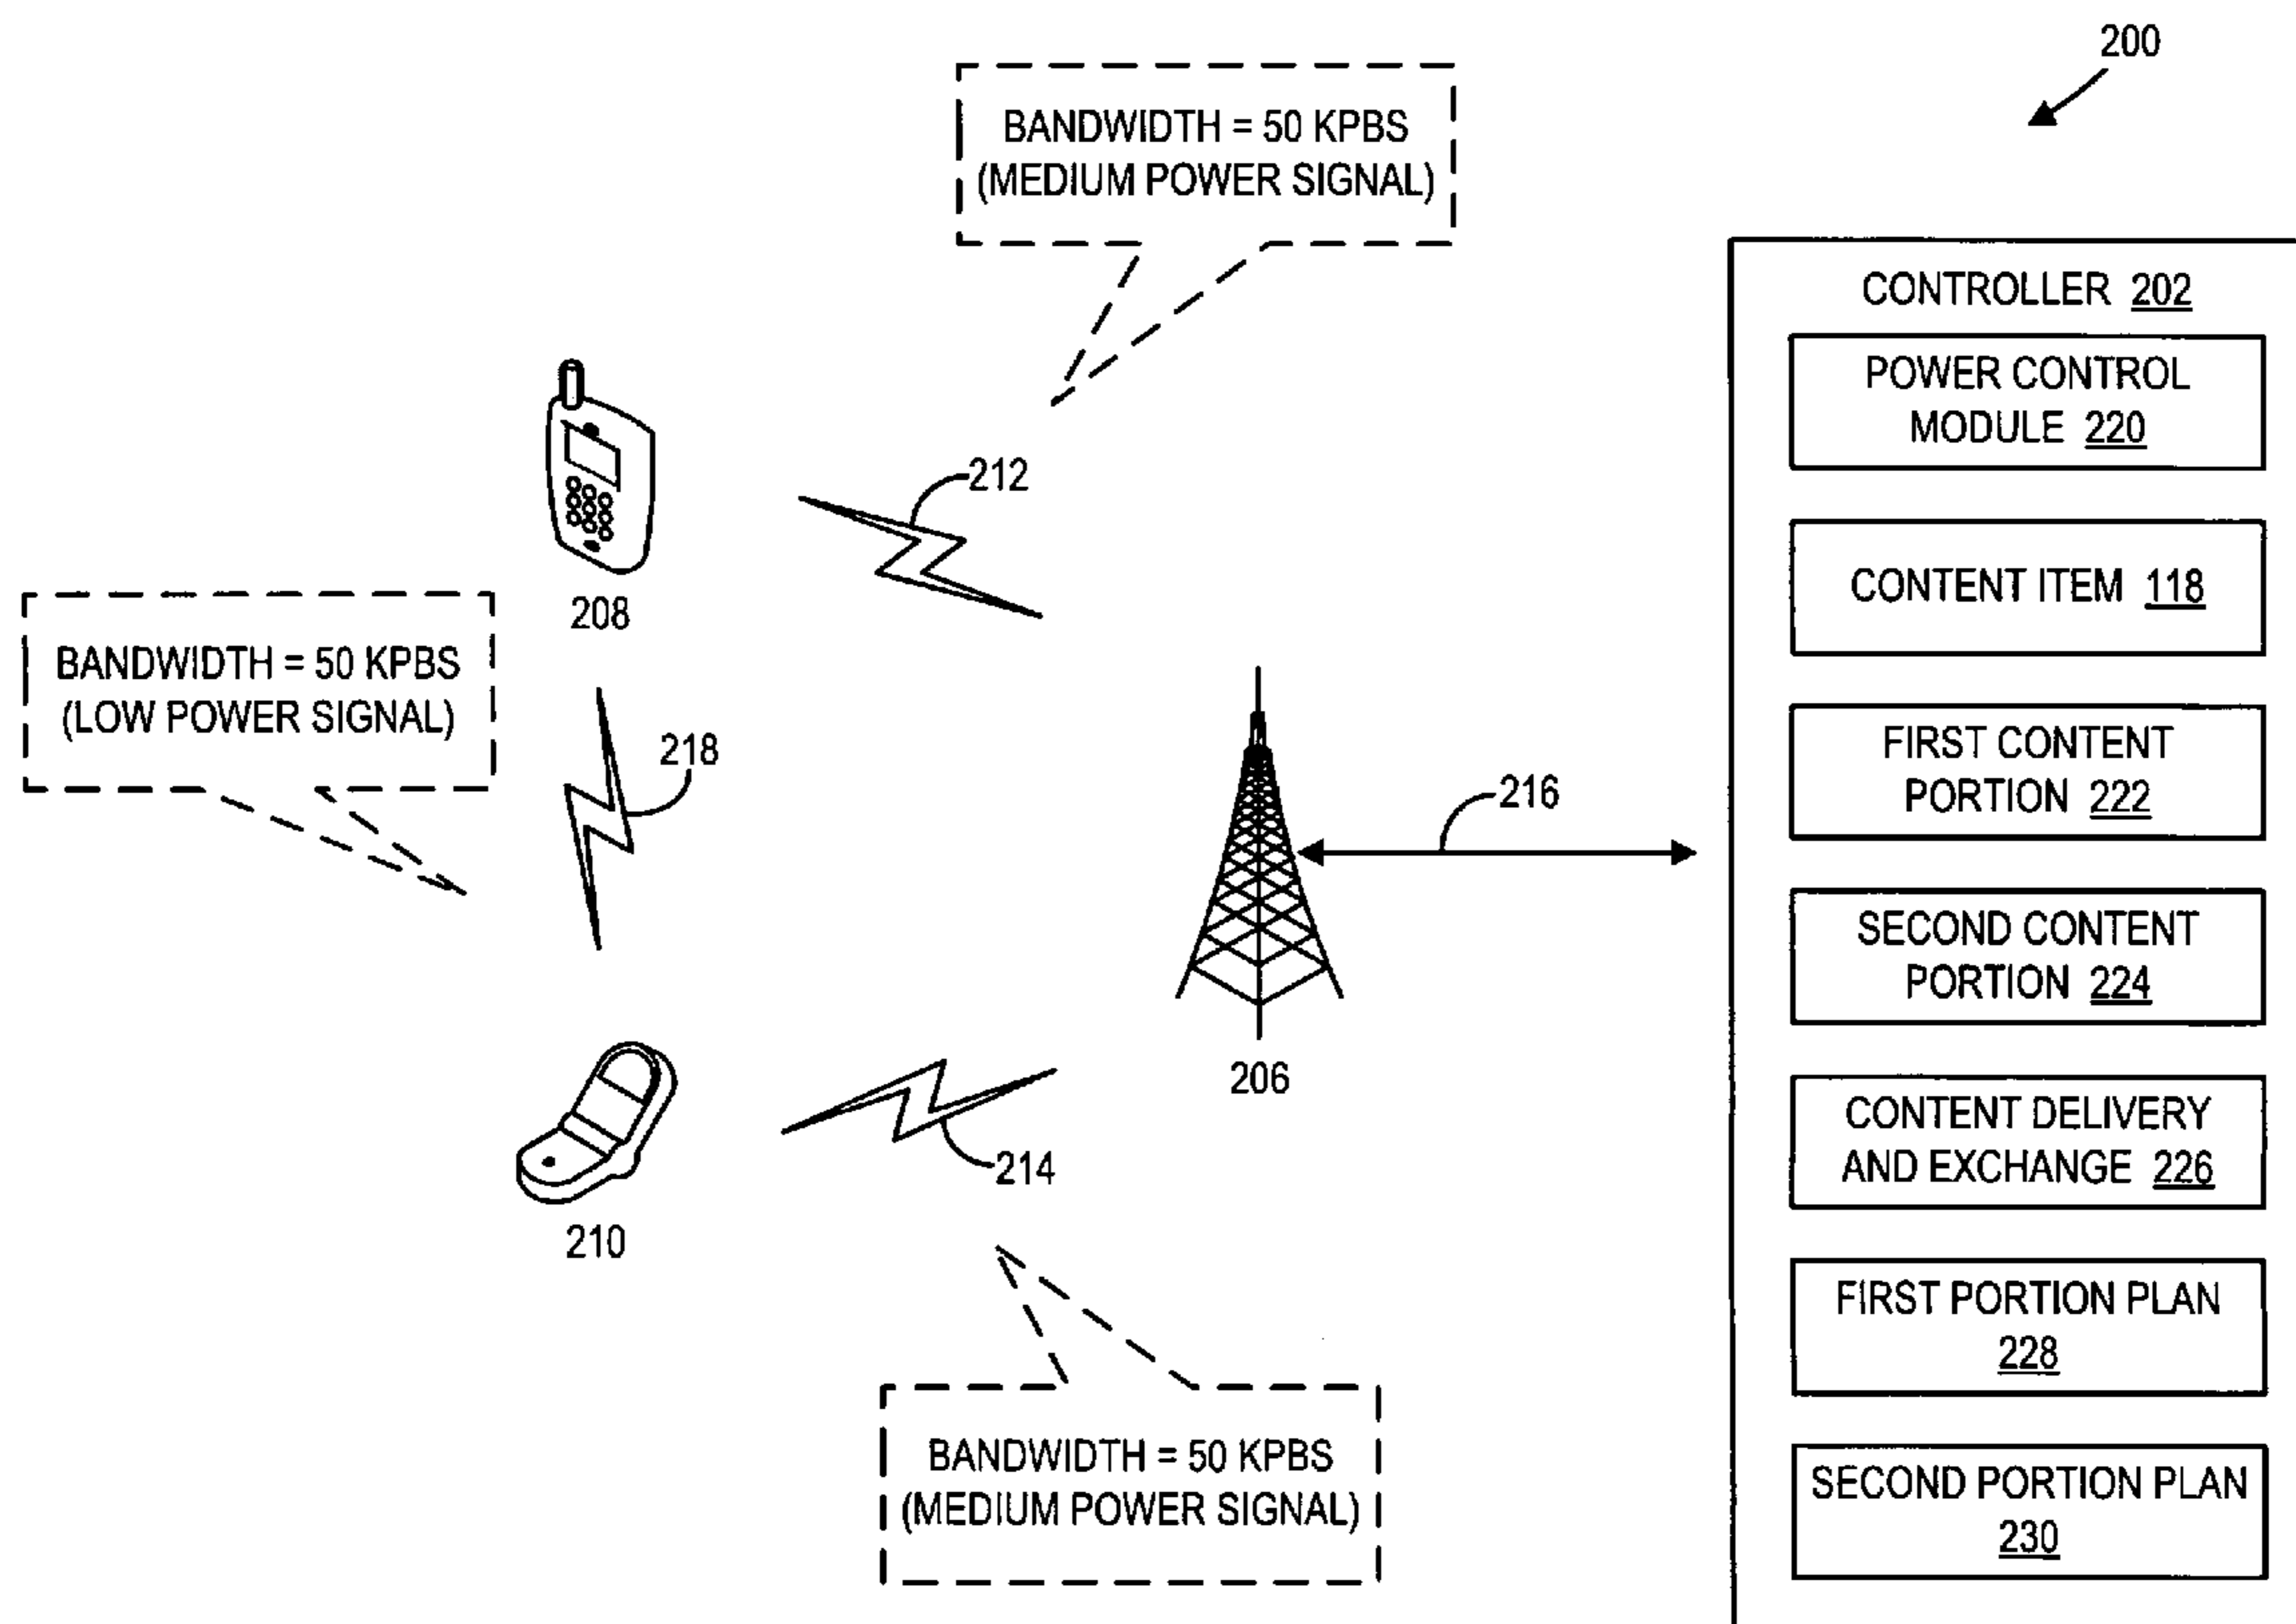 200
BANDWIDTH = 50 KPBS
(MEDIUM POWER SIGNAL)
CONTROLLER 202
POWER CONTROL
MODULE 220
212
CONTENT ITEM 118
208
BANDWIDTH = 50 KPBS
(LOW POWER SIGNAL)
218
FIRST CONTENT
PORTION 222
216
SECOND CONTENT
PORTION 224
206
CONTENT DELIVERY
AND EXCHANGE 226
214
210
FIRST PORTION PLAN
228
BANDWIDTH = 50 KPBS
(MEDIUM POWER SIGNAL)
SECOND PORTION PLAN
230